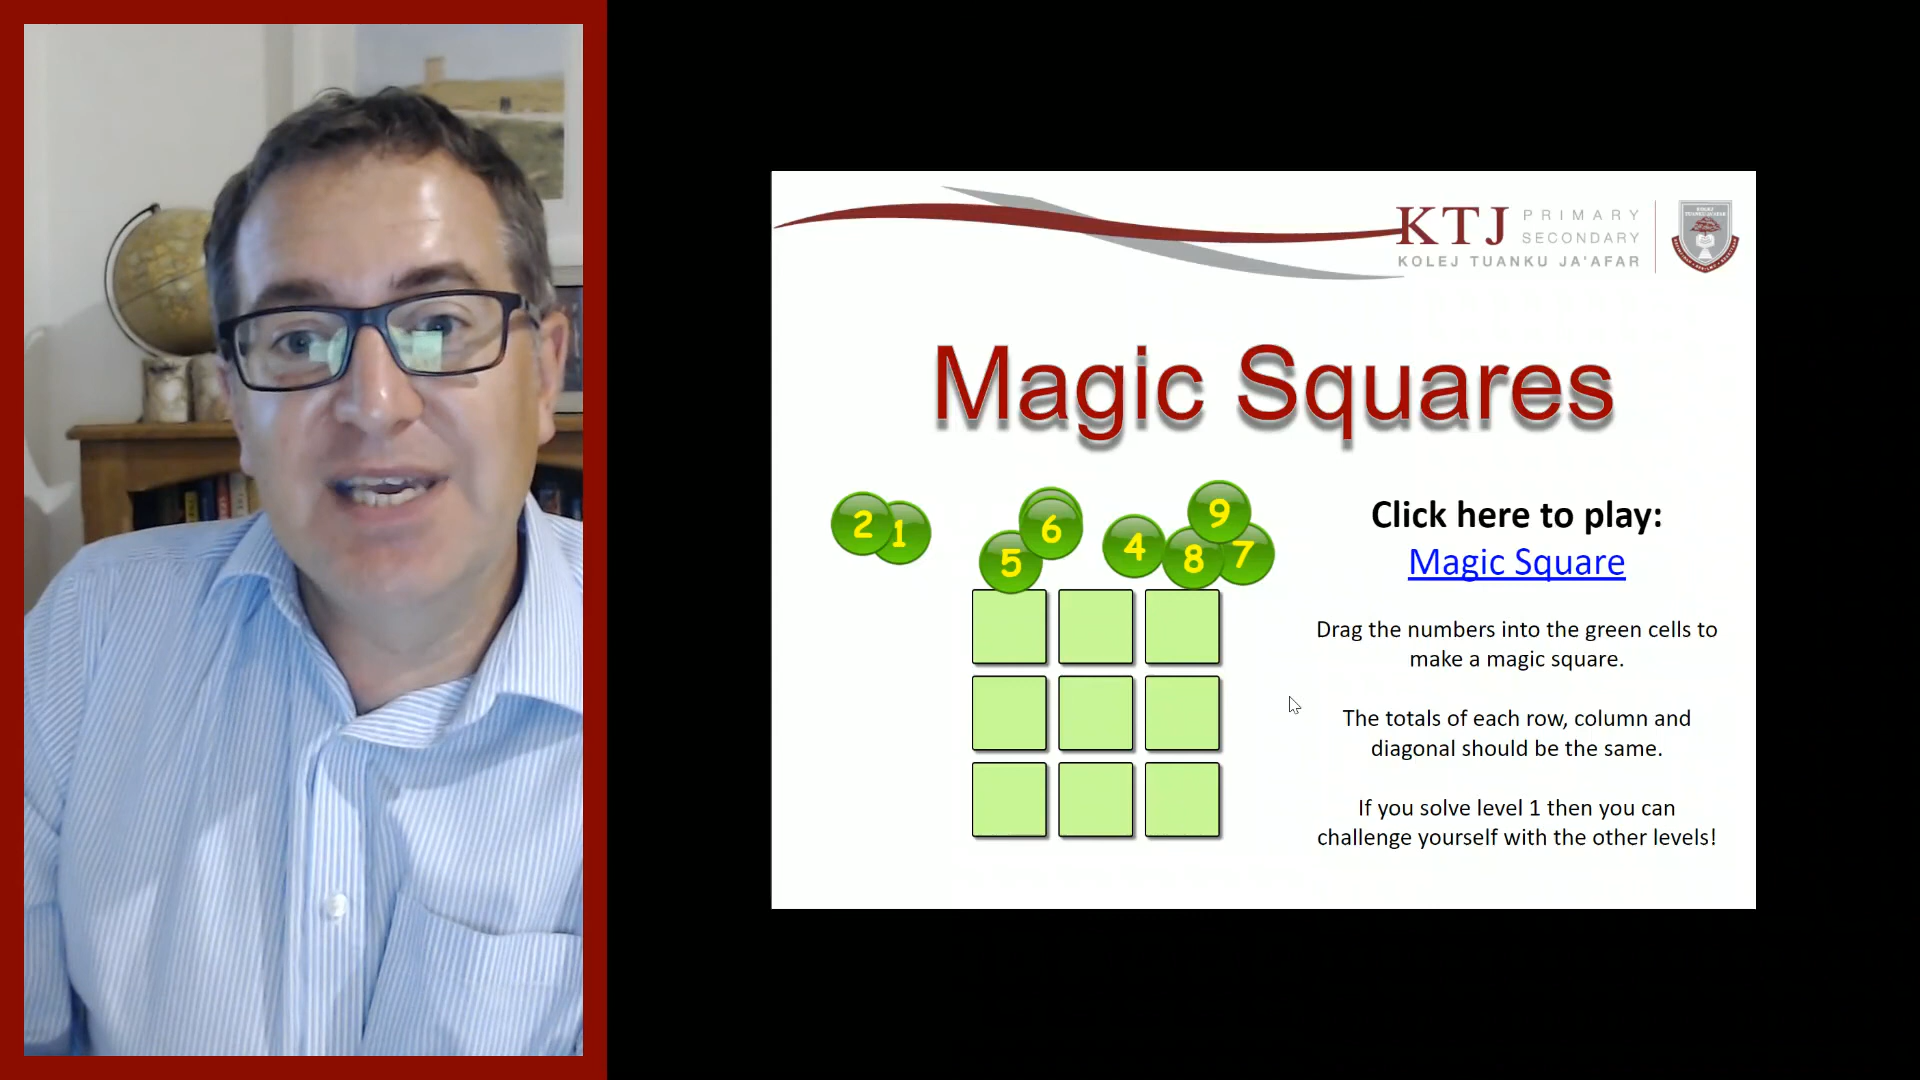 KTJ PRIMARY
SECONDARY
KOLEJ TUANKU JA'AFAR
Magic Squares
2 1 5 6 4 8 9 7
Click here to play:
Magic Square
Drag the numbers into the green cells to
make a magic square.
The totals of each row, column and
diagonal should be the same.
If you solve level 1 then you can
challenge yourself with the other levels!